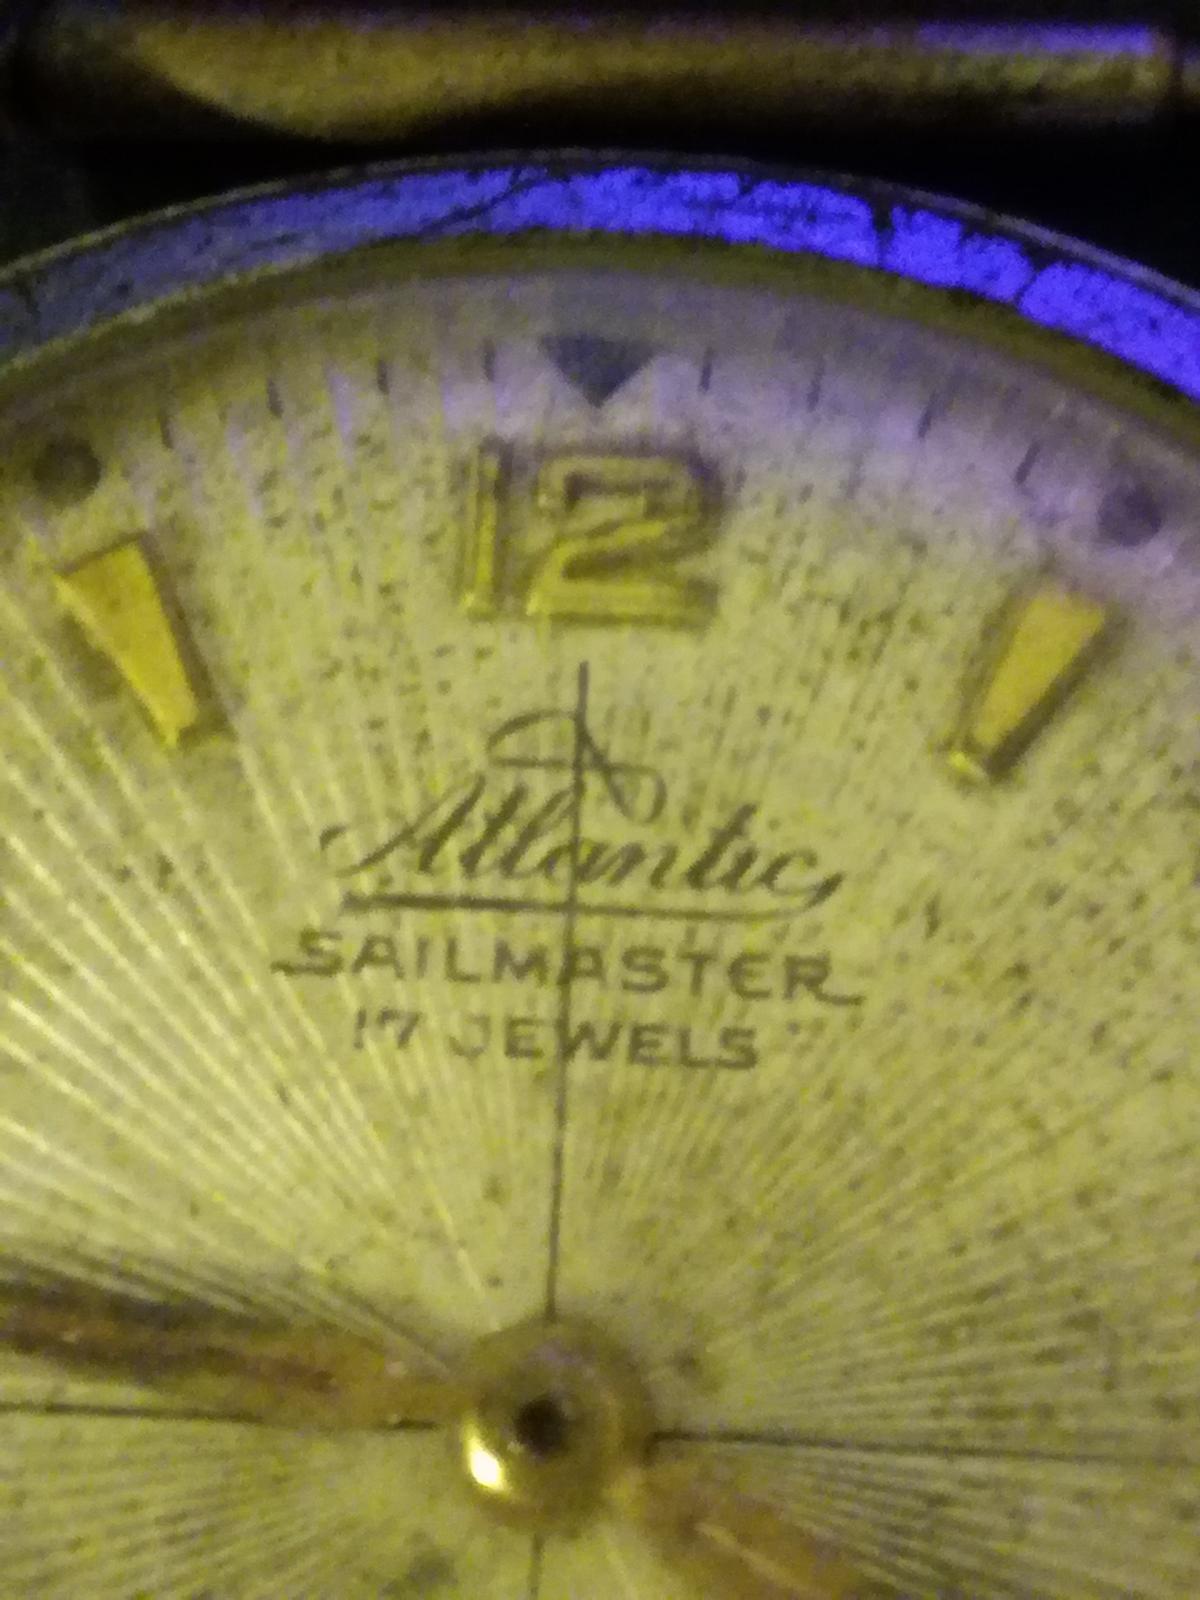 12
Atlantic
SAILMASTER
17 JEWELS